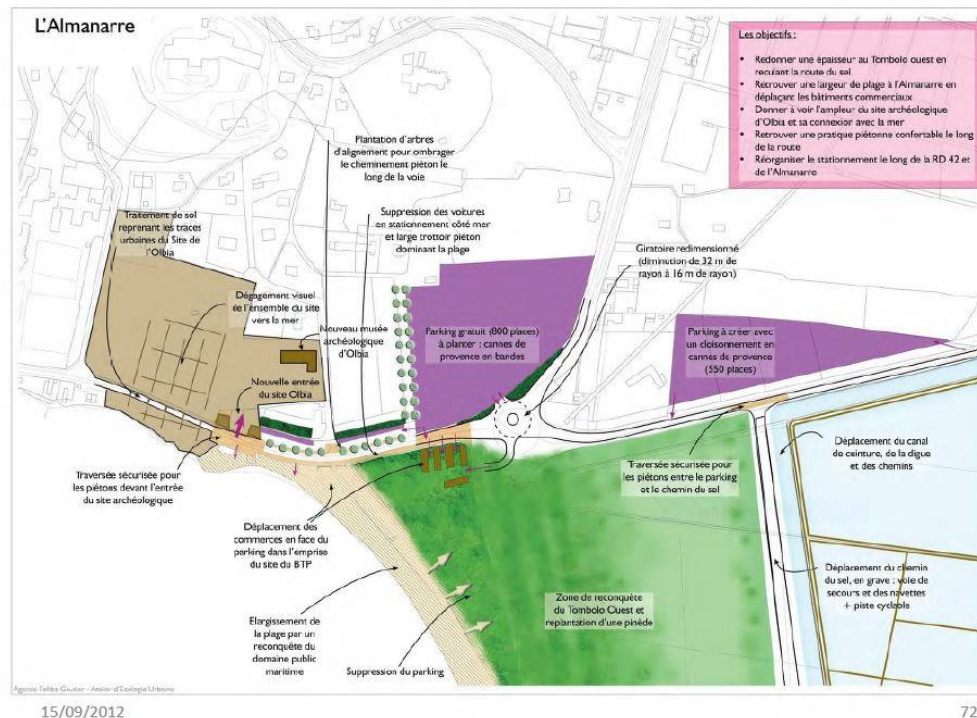 L'Almanarre
Les objectifs :
• Redonner une épaisseur au Tombolo ouest en
reculant la route du sel
• Retrouver une largeur de plage à l'Almanarre en
déplaçant les bâtiments commerciaux
• Donner à voir l'ampleur du site archéologique
d'Olbia et sa connexion avec la mer
• Retrouver une pratique piétonne confortable le long
de la route
• Réorganiser le stationnement le long de la RD 42 et
de l'Almanarre
Plantation d'arbres
d'alignement pour ombrager
le cheminement piéton le
long de la voie
Traitement de sol
reprenant les traces
urbaines du Site de
l'Olbia
Suppression des voitures
en stationnement côté mer
et large trottoir piéton
dominant la plage
Giratoire redimensionné
(diminution de 32 m de
rayon à 16 m de rayon)
Dégagement visuel
de l'ensemble du site
vers la mer
Nouveau musée
archéologique
d'Olbia
Parking gratuit (800 places)
à planter : cannes de
provence en bandes
Parking à créer avec
un cloisonnement en
cannes de provence
(550 places)
Nouvelle entrée
du site Olbia
Traversée sécurisée pour
les piétons devant l'entrée
du site archéologique
Traversée sécurisée pour
les piétons entre le parking
et le chemin du sel
Déplacement du canal
de ceinture, de la digue
et des chemins
Déplacement des
commerces en face du
parking dans l'emprise
du site du BTP
Déplacement du chemin
du sel, en grave : voie de
secours et des navettes
+ piste cyclable
Zone de reconquête
du Tombolo Ouest et
replantation d'une pinède
Elargissement de
la plage par un
reconquête du
domaine public
maritime
Suppression du parking
Atelier d'Ecologie Urbaine
15/09/2012
72